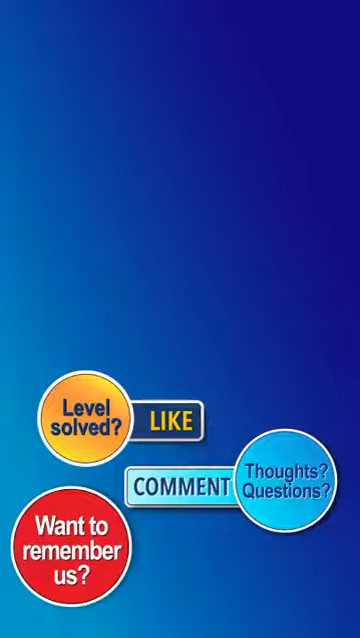 Level
solved?
LIKE
Thoughts?
Questions?
COMMENT
Want to
remember
us?